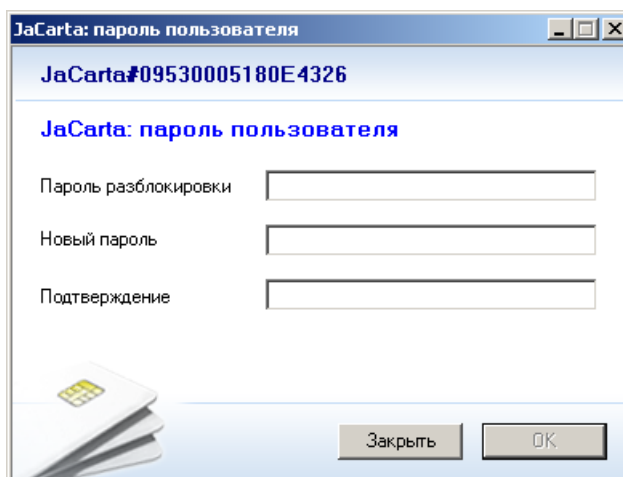 JaCarta: пароль пользователя
JaCarta#09530005180E4326
JaCarta: пароль пользователя
Пароль разблокировки
Новый пароль
Подтверждение
Закрыть
OK